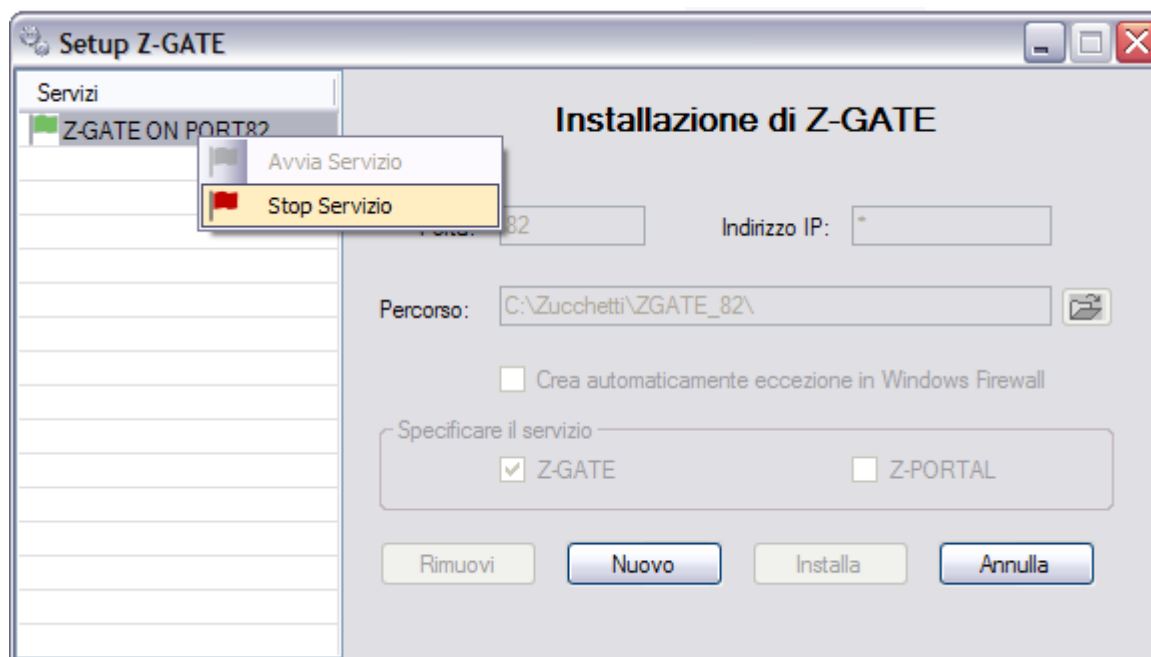 Setup Z-GATE
Servizi
Z-GATE ON PORT82
Avvia Servizio
Stop Servizio
Installazione di Z-GATE
82
Indirizzo IP: *
Percorso: C:\Zucchetti\ZGATE_82\
Crea automaticamente eccezione in Windows Firewall
Specificare il servizio
Z-GATE Z-PORTAL
Rimuovi Nuovo Installa Annulla